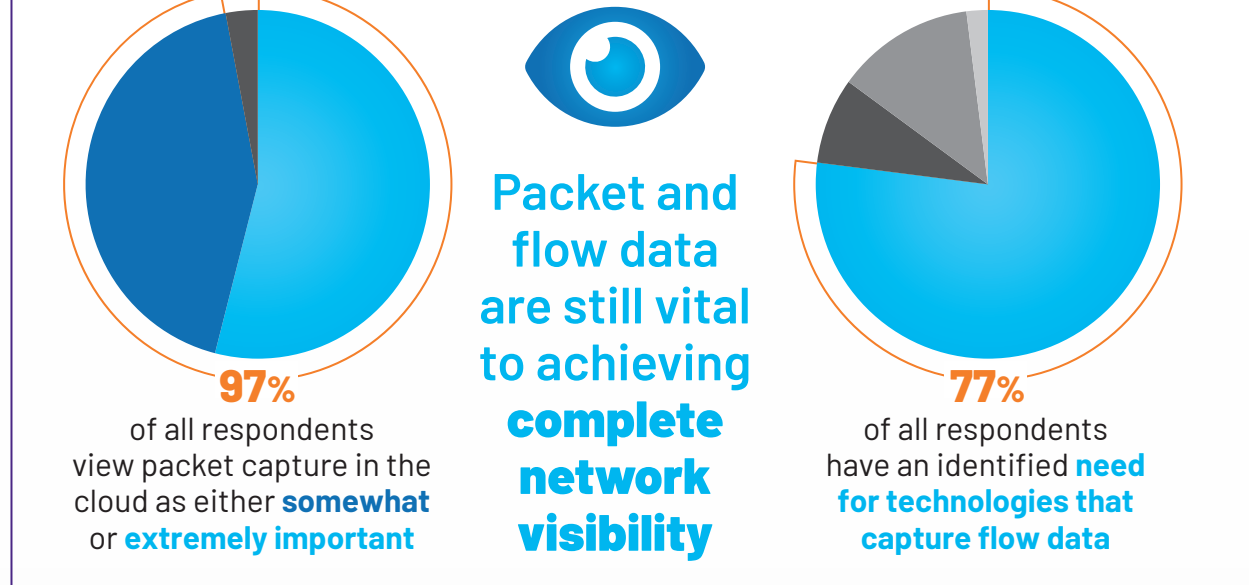 97%
of all respondents
view packet capture in the
cloud as either somewhat
or extremely important
Packet and
flow data
are still vital
to achieving
complete
network
visibility
77%
of all respondents
have an identified need
for technologies that
capture flow data